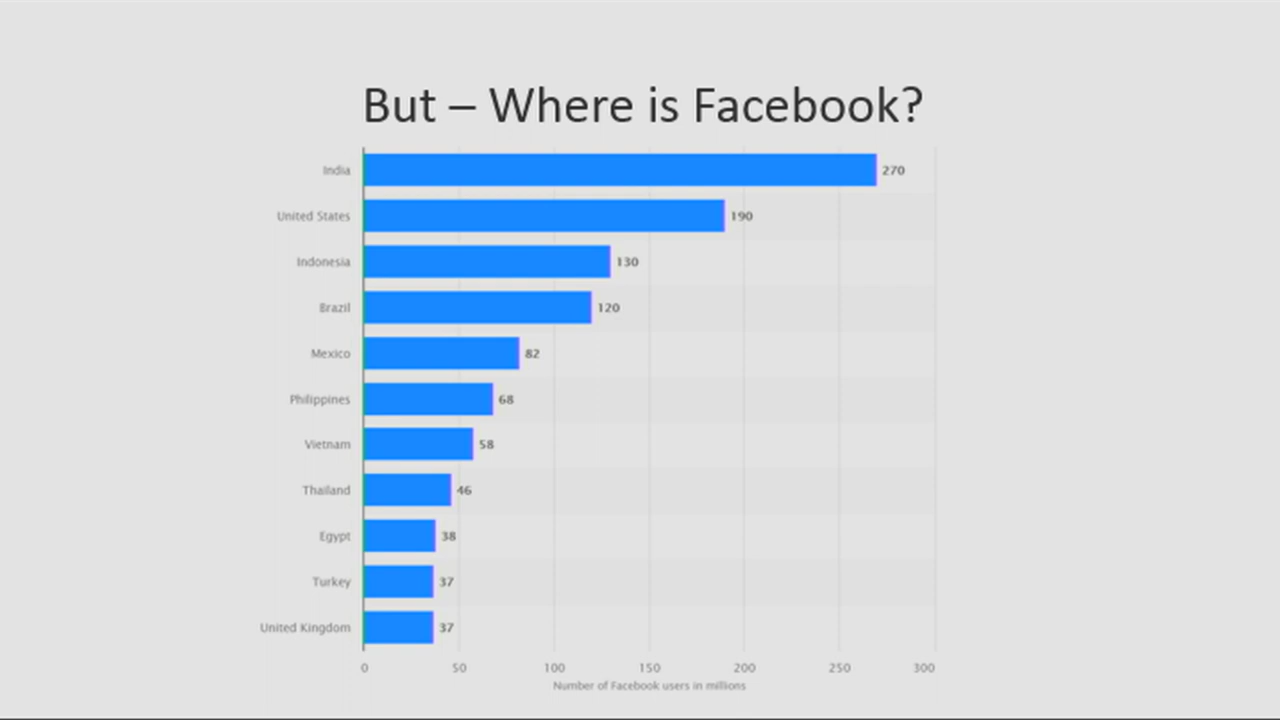 But – Where is Facebook?
India 270
United States 190
Indonesia 130
Brazil 120
Mexico 82
Philippines 68
Vietnam 58
Thailand 46
Egypt 38
Turkey 37
United Kingdom 37
0 50 100 150 200 250 300
Number of Facebook users in millions